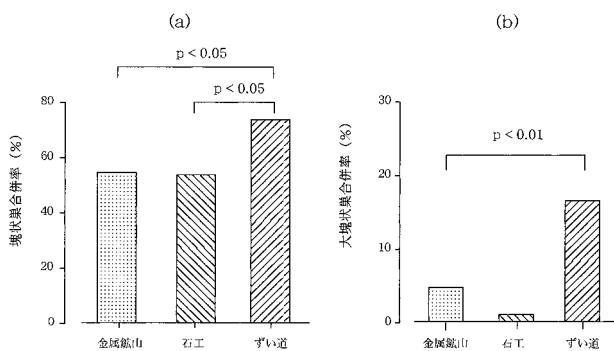 (a)
p < 0.05
p < 0.05
塊状巣合併率 (%)
80
60
40
20
0
金属鉱山
石工
ずい道
(b)
p < 0.01
大塊状巣合併率 (%)
30
20
10
0
金属鉱山
石工
ずい道